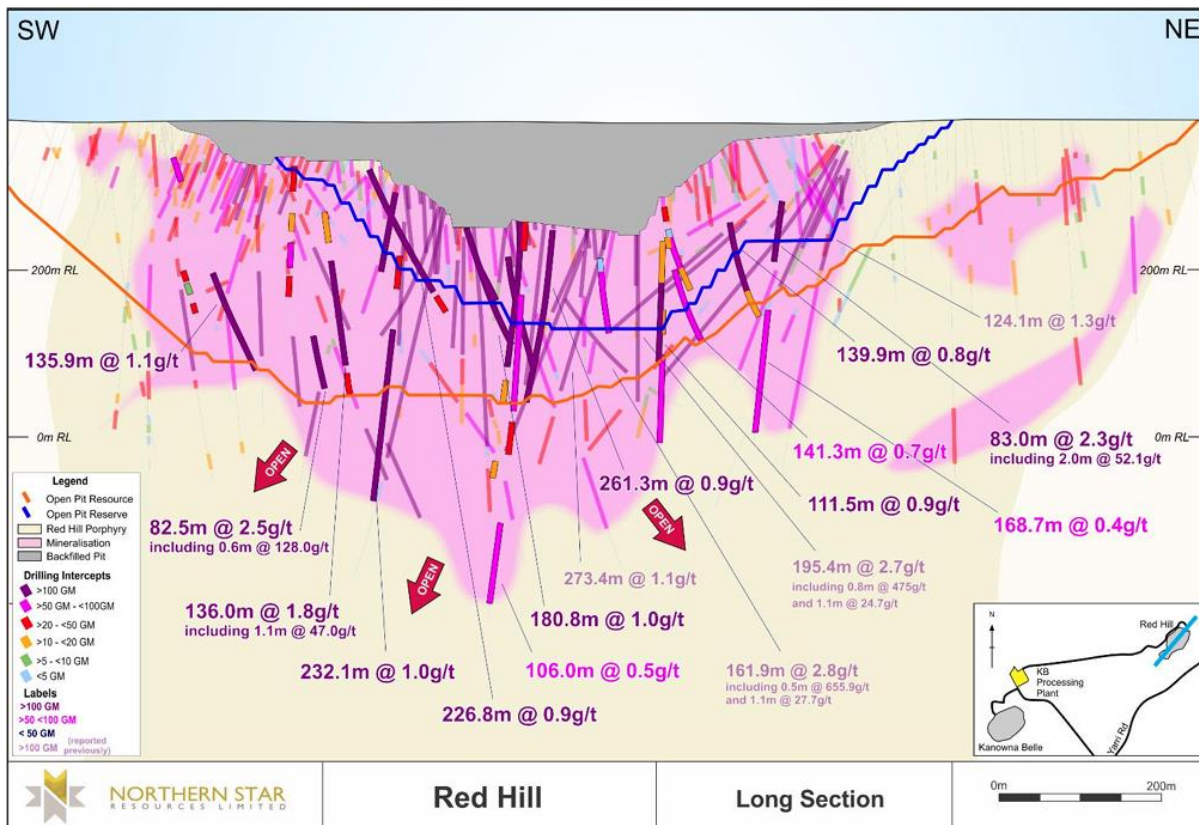 SW
NE
200m RL
200m RL
0m RL
0m RL
135.9m @ 1.1g/t
124.1m @ 1.3g/t
139.9m @ 0.8g/t
83.0m @ 2.3g/t
including 2.0m @ 52.1g/t
141.3m @ 0.7g/t
261.3m @ 0.9g/t
111.5m @ 0.9g/t
168.7m @ 0.4g/t
OPEN
OPEN
OPEN
82.5m @ 2.5g/t
including 0.6m @ 128.0g/t
273.4m @ 1.1g/t
195.4m @ 2.7g/t
including 0.8m @ 475g/t
and 1.1m @ 24.7g/t
136.0m @ 1.8g/t
including 1.1m @ 47.0g/t
180.8m @ 1.0g/t
232.1m @ 1.0g/t
106.0m @ 0.5g/t
161.9m @ 2.8g/t
including 0.5m @ 655.9g/t
and 1.1m @ 27.7g/t
226.8m @ 0.9g/t
Legend
Open Pit Resource
Open Pit Reserve
Red Hill Porphyry
Mineralisation
Backfilled Pit
Drilling Intercepts
>100 GM
>50 GM - <100GM
>20 - <50 GM
>10 - <20 GM
>5 - <10 GM
<5 GM
Labels
>100 GM
>50 <100 GM
< 50 GM
>100 GM (reported previously)
N
Red Hill
KB
Processing
Plant
Kanowna Belle
Yarri Rd
NORTHERN STAR
RESOURCES LIMITED
Red Hill
Long Section
0m
200m